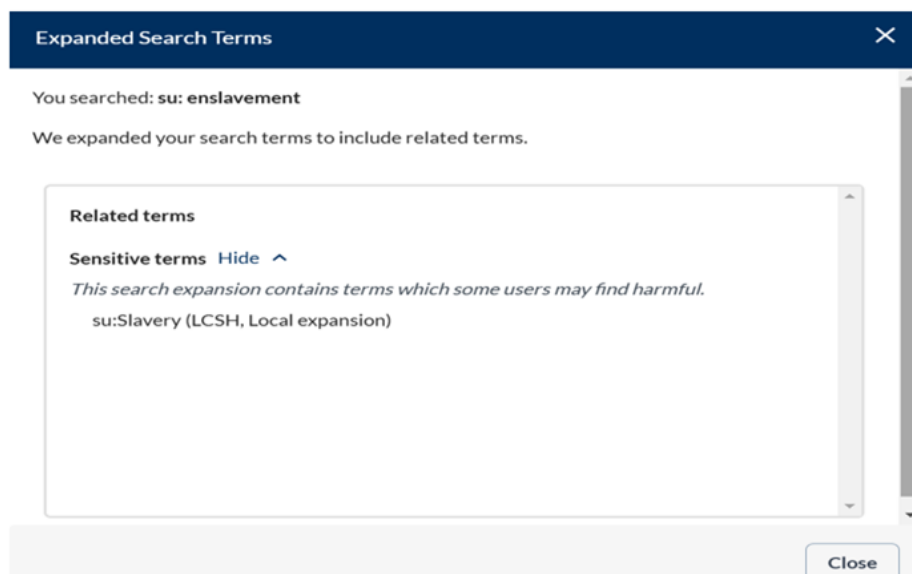 Expanded Search Terms
You searched: su: enslavement
We expanded your search terms to include related terms.
Related terms
Sensitive terms Hide
This search expansion contains terms which some users may find harmful.
su:Slavery (LCSH, Local expansion)
Close